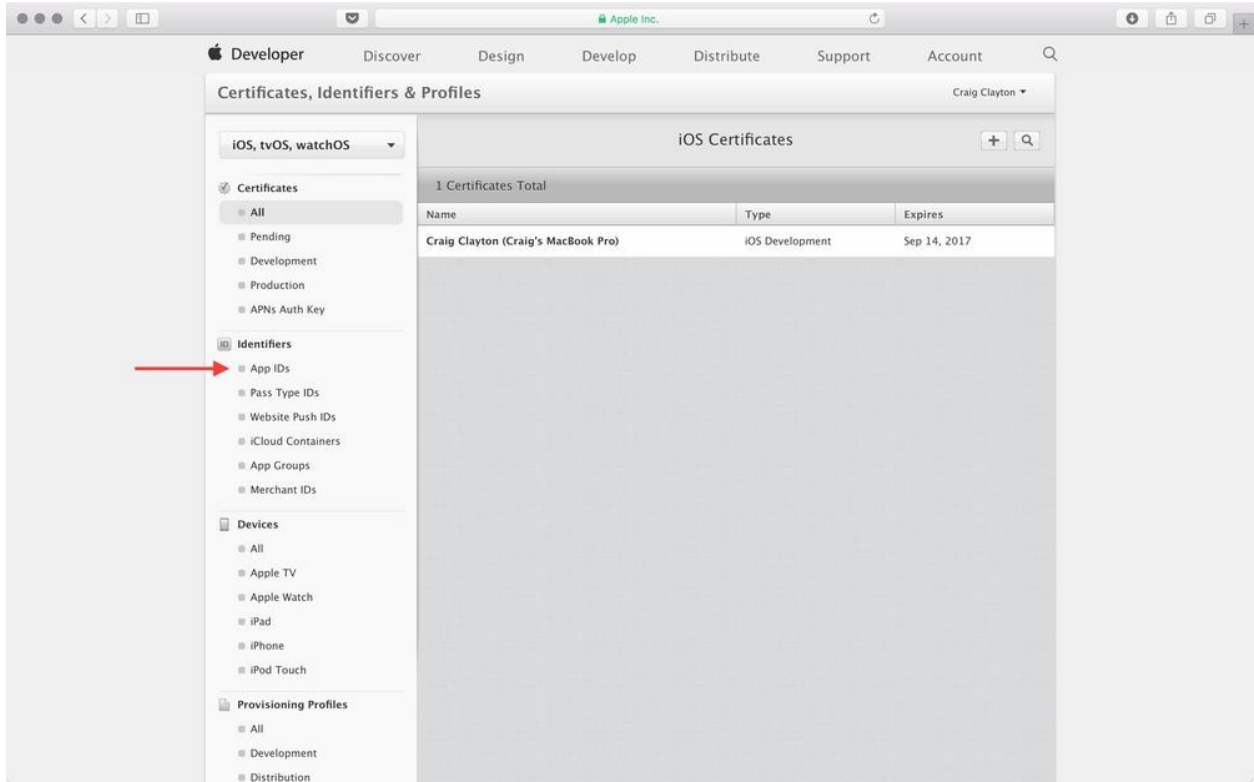 Apple Inc.
Developer
Discover
Design
Develop
Distribute
Support
Account
Certificates, Identifiers & Profiles
Craig Clayton
iOS, tvOS, watchOS
Certificates
All
Pending
Development
Production
APNs Auth Key
ID Identifiers
App IDs
Pass Type IDs
Website Push IDs
iCloud Containers
App Groups
Merchant IDs
Devices
All
Apple TV
Apple Watch
iPad
iPhone
iPod Touch
Provisioning Profiles
All
Development
Distribution
iOS Certificates
1 Certificates Total
Name Type Expires
Craig Clayton (Craig's MacBook Pro) iOS Development Sep 14, 2017